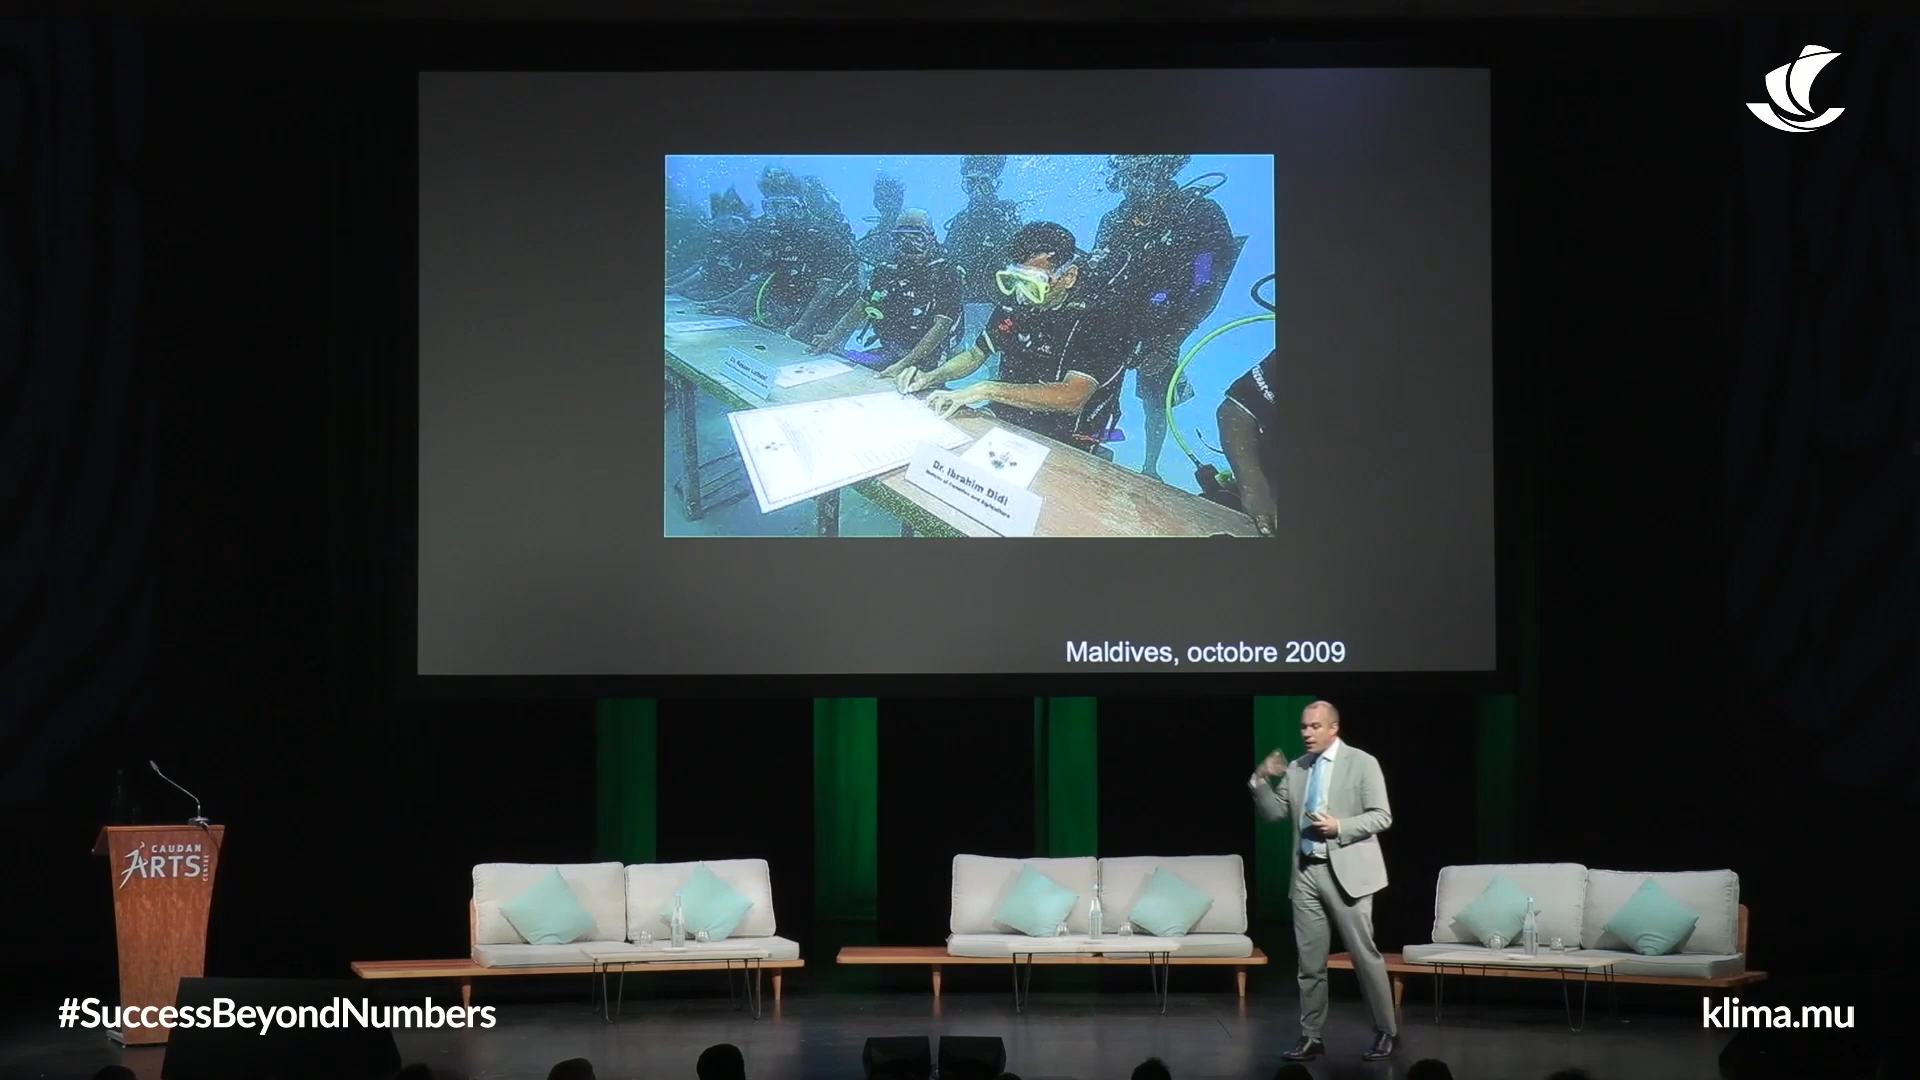 Dr. Ibrahim Didi
Maldives, octobre 2009
CAUDAN
ARTS
CENTRE
#SuccessBeyondNumbers
klima.mu